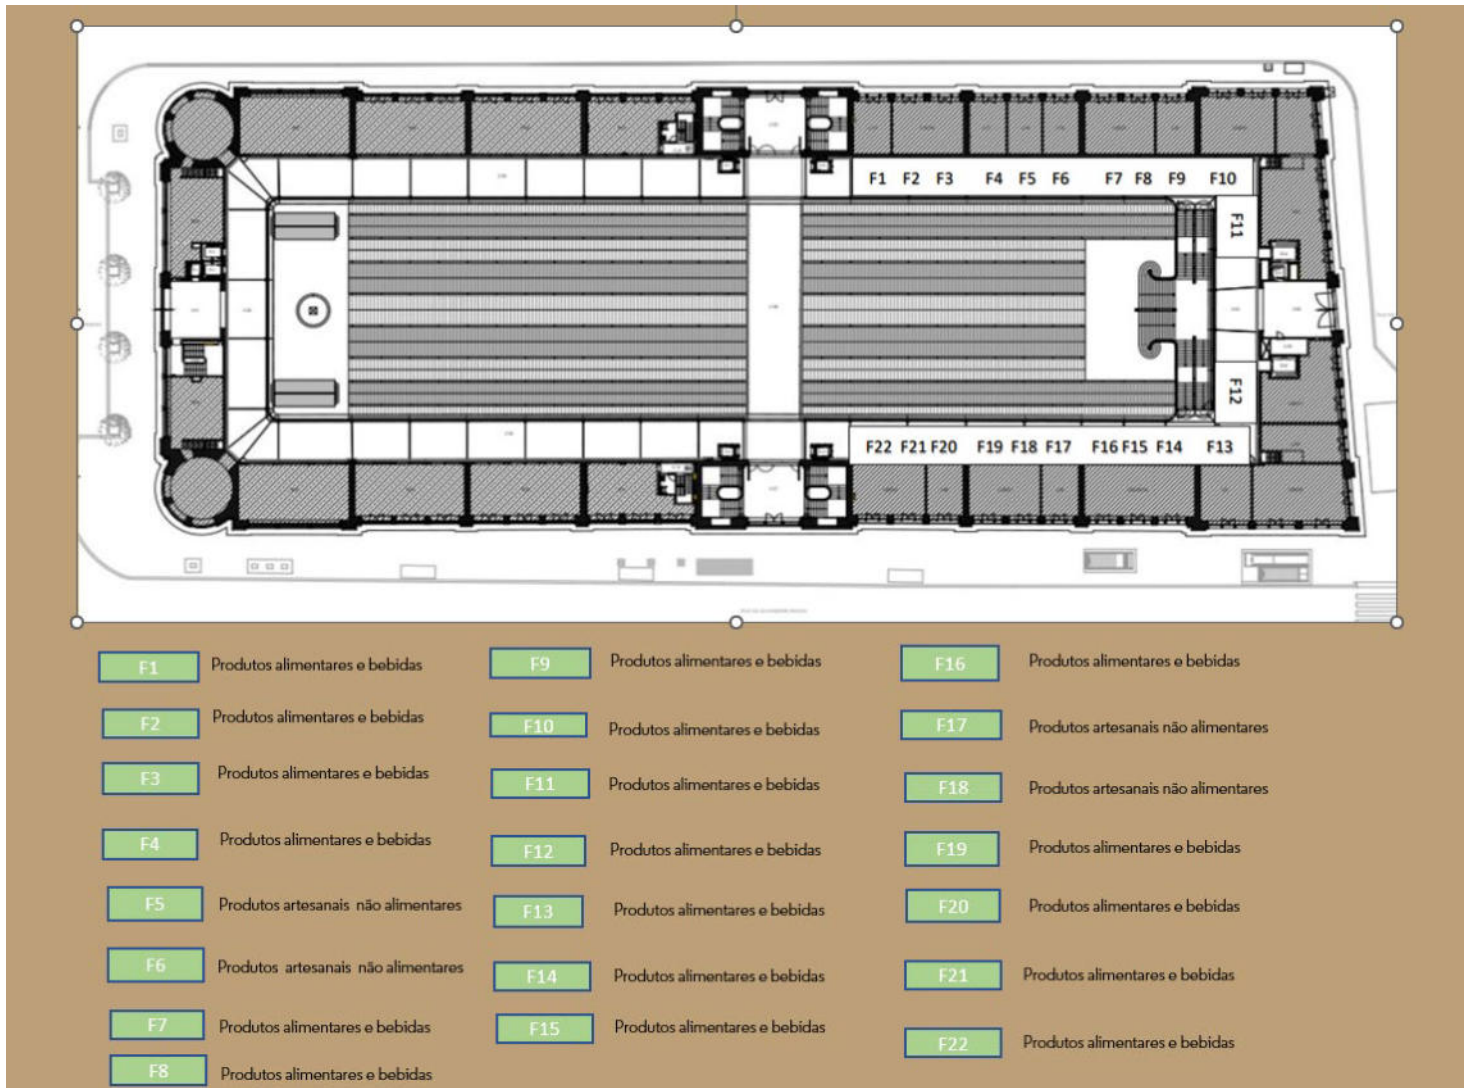 F1 F2 F3 F4 F5 F6 F7 F8 F9 F10
F11
F12
F22 F21 F20 F19 F18 F17 F16 F15 F14 F13
F1 Produtos alimentares e bebidas
F2 Produtos alimentares e bebidas
F3 Produtos alimentares e bebidas
F4 Produtos alimentares e bebidas
F5 Produtos artesanais não alimentares
F6 Produtos artesanais não alimentares
F7 Produtos alimentares e bebidas
F8 Produtos alimentares e bebidas
F9 Produtos alimentares e bebidas
F10 Produtos alimentares e bebidas
F11 Produtos alimentares e bebidas
F12 Produtos alimentares e bebidas
F13 Produtos alimentares e bebidas
F14 Produtos alimentares e bebidas
F15 Produtos alimentares e bebidas
F16 Produtos alimentares e bebidas
F17 Produtos artesanais não alimentares
F18 Produtos artesanais não alimentares
F19 Produtos alimentares e bebidas
F20 Produtos alimentares e bebidas
F21 Produtos alimentares e bebidas
F22 Produtos alimentares e bebidas